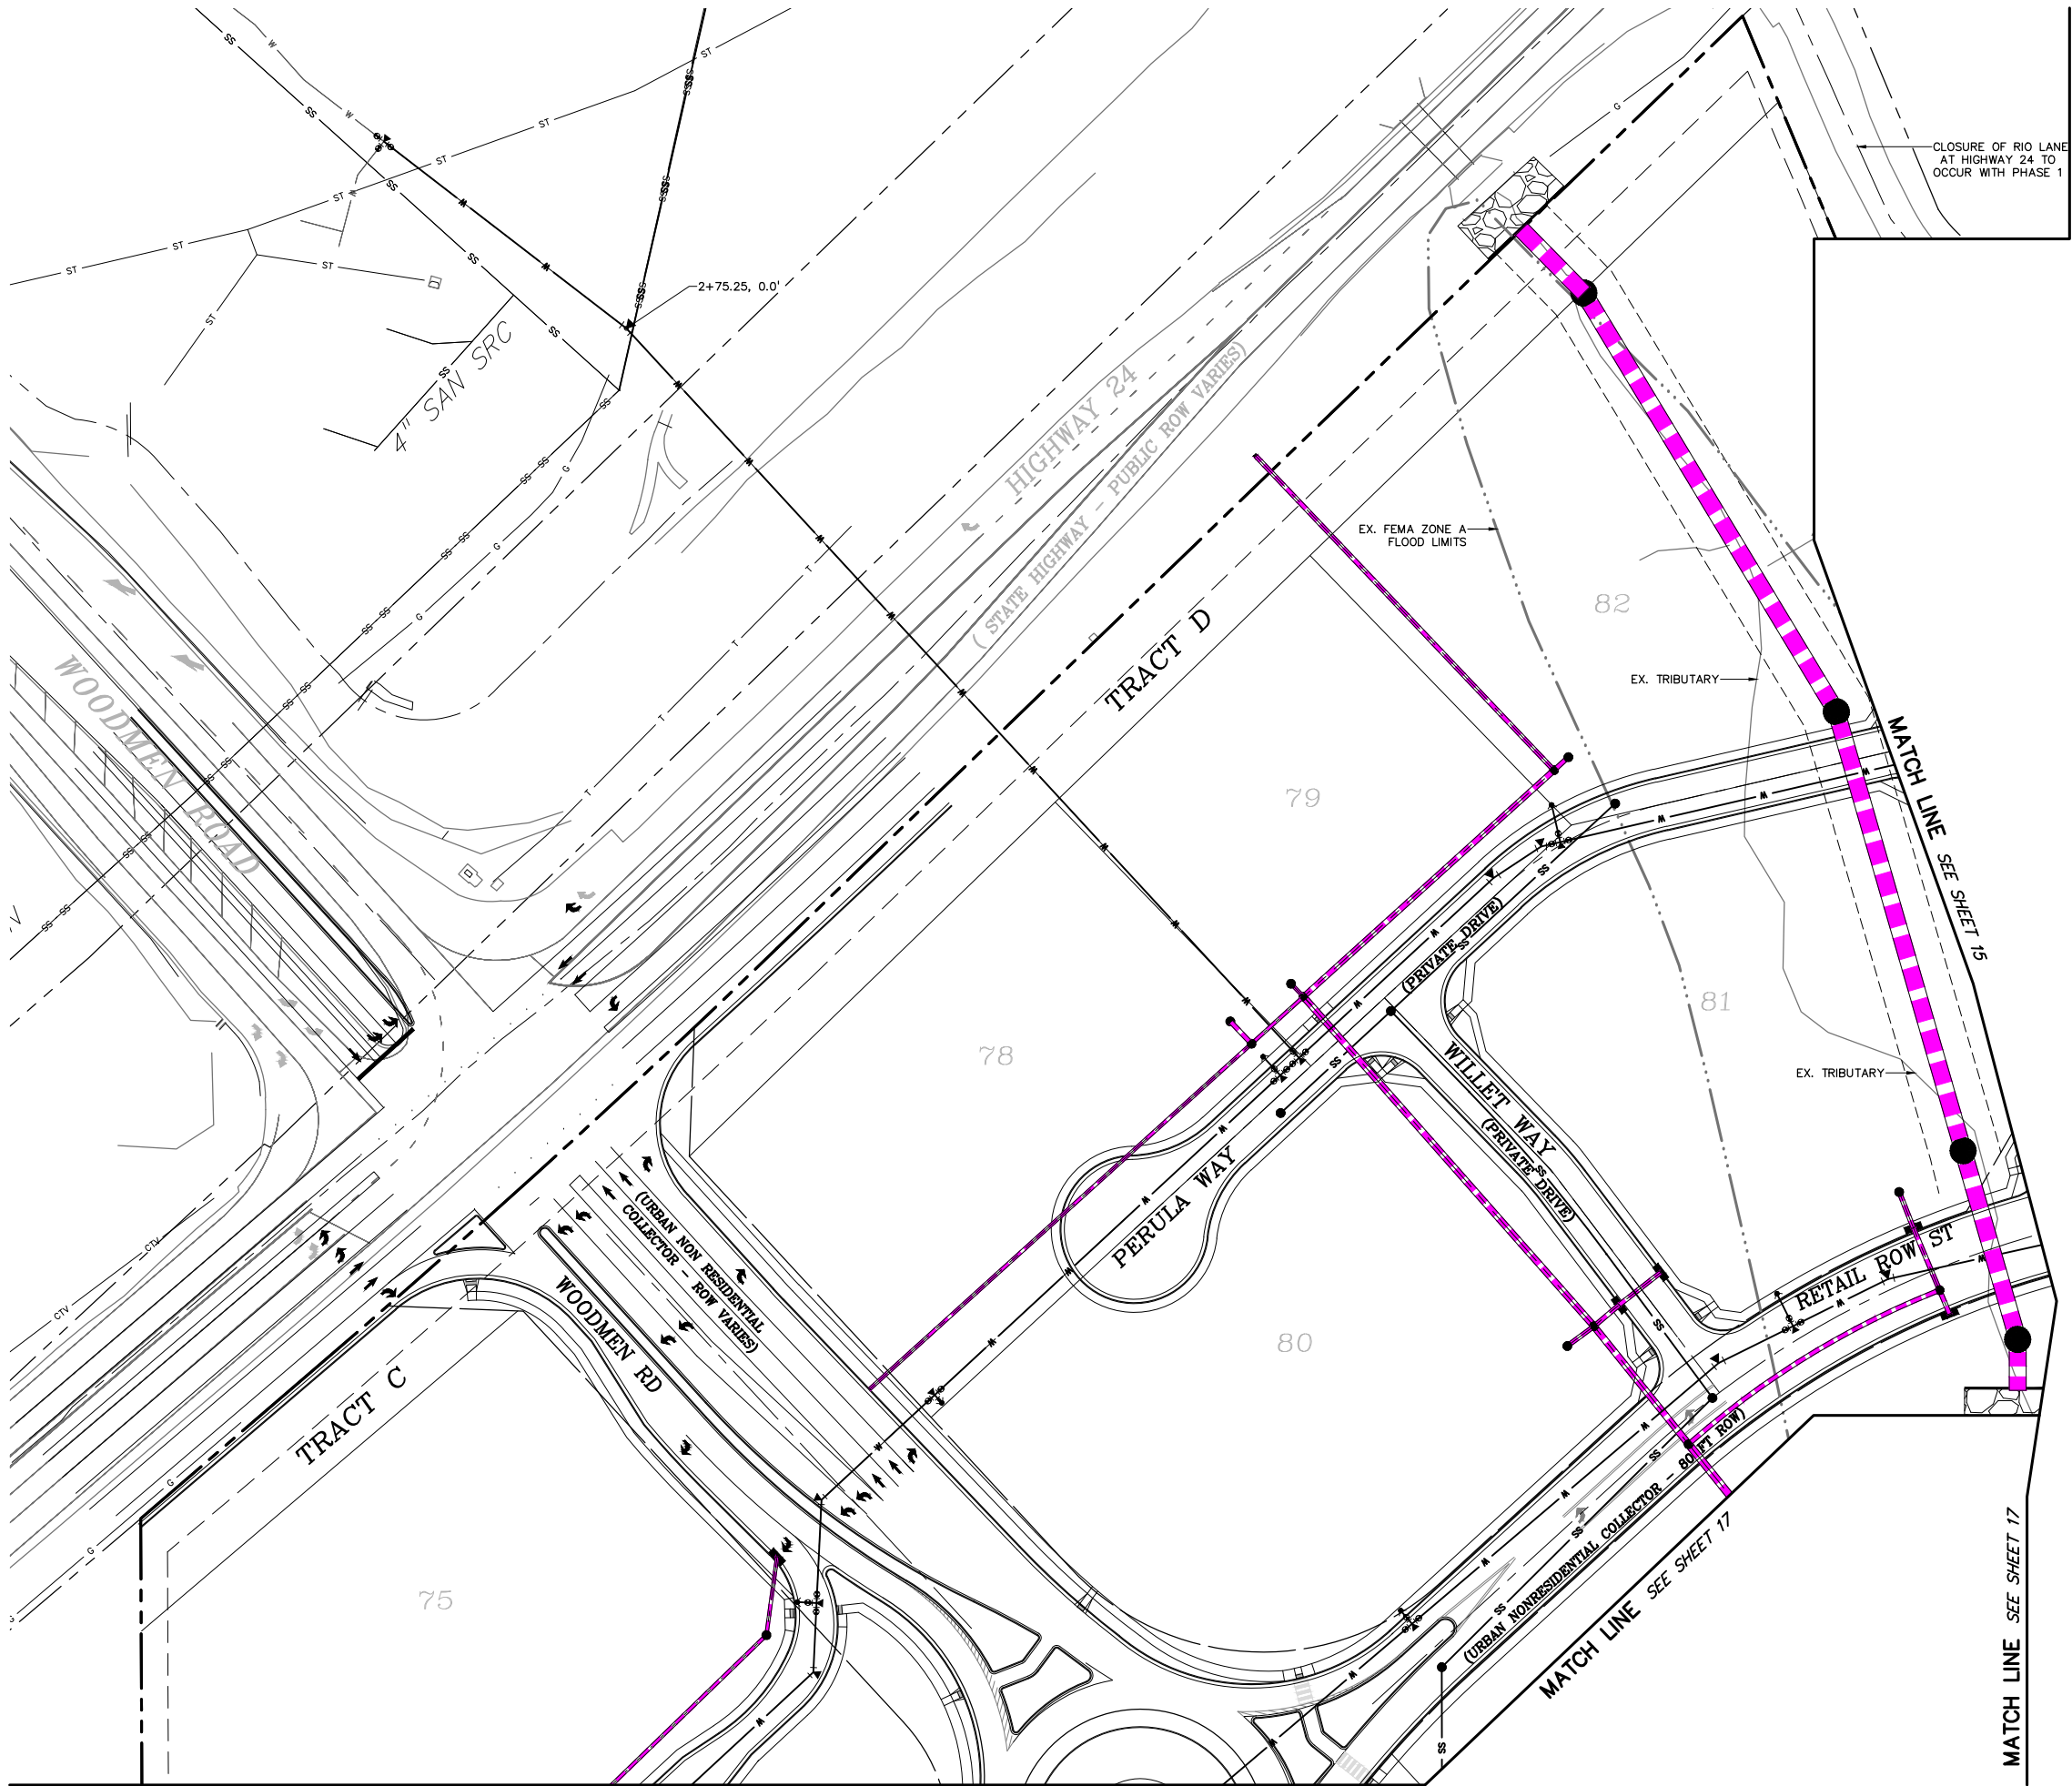 CLOSURE OF RIO LANE
AT HIGHWAY 24 TO
OCCUR WITH PHASE 1
2+75.25, 0.0'
4" SAN SRC
HIGHWAY 24
( STATE HIGHWAY - PUBLIC ROW VARIES)
EX. FEMA ZONE A
FLOOD LIMITS
82
TRACT D
EX. TRIBUTARY
WOODMEN ROAD
MATCH LINE SEE SHEET 15
79
(PRIVATE DRIVE)
81
78
WILLET WAY
(PRIVATE DRIVE)
EX. TRIBUTARY
PERULA WAY
(URBAN NON RESIDENTIAL
COLLECTOR - ROW VARIES)
RETAIL ROW ST
WOODMEN RD
80
TRACT C
(URBAN NONRESIDENTIAL COLLECTOR - 80 FT ROW)
MATCH LINE SEE SHEET 17
MATCH LINE SEE SHEET 17
75
SS
W
ST
G
T
CTV